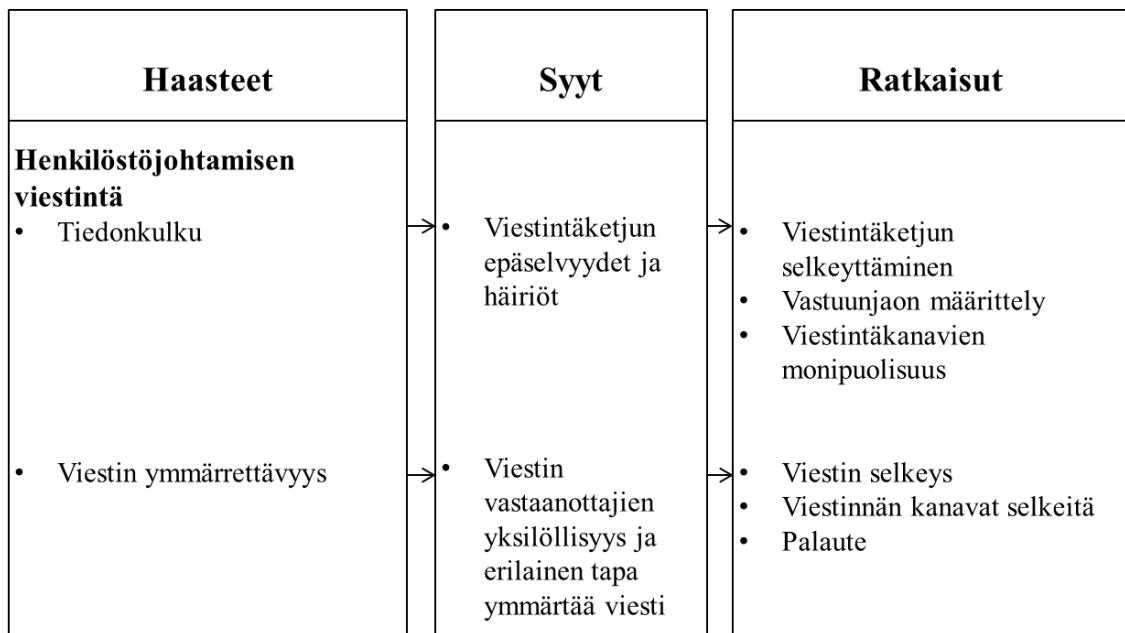 Haasteet
Henkilöstöjohtamisen
viestintä
• Tiedonkulku
• Viestin ymmärrettävyys
Syyt
• Viestintäketjun
epäselvyydet ja
häiriöt
• Viestin
vastaanottajien
yksilöllisyys ja
erilainen tapa
ymmärtää viesti
Ratkaisut
• Viestintäketjun
selkeyttäminen
• Vastuunjaon määrittely
• Viestintäkanavien
monipuolisuus
• Viestin selkeys
• Viestinnän kanavat selkeitä
• Palaute